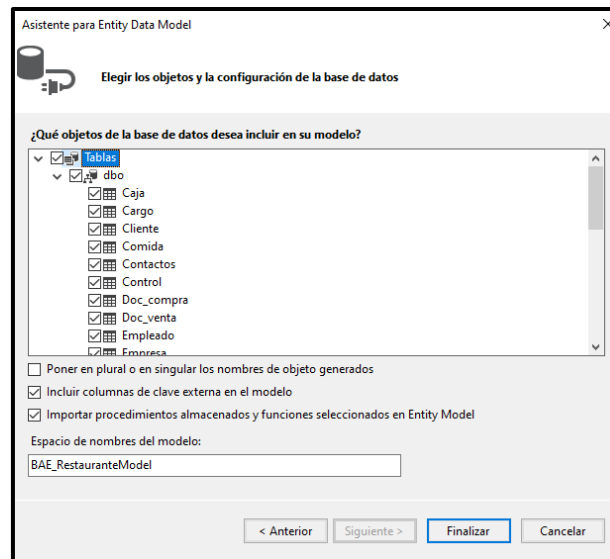 Asistente para Entity Data Model
Elegir los objetos y la configuración de la base de datos
¿Qué objetos de la base de datos desea incluir en su modelo?
Tablas
dbo
Caja
Cargo
Cliente
Comida
Contactos
Control
Doc_compra
Doc_venta
Empleado
Empresa
Poner en plural o en singular los nombres de objeto generados
Incluir columnas de clave externa en el modelo
Importar procedimientos almacenados y funciones seleccionados en Entity Model
Espacio de nombres del modelo:
BAE_RestauranteModel
< Anterior Siguiente > Finalizar Cancelar